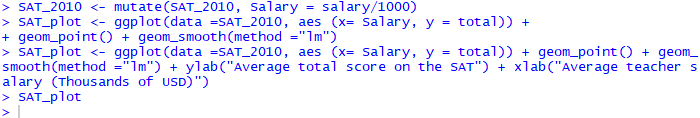 > SAT_2010 <- mutate(SAT_2010, Salary = salary/1000)
> SAT_plot <- ggplot(data =SAT_2010, aes (x= Salary, y = total)) +
+ geom_point() + geom_smooth(method ="lm")
> SAT_plot <- ggplot(data =SAT_2010, aes (x= Salary, y = total)) + geom_point() + geom_
smooth(method ="lm") + ylab("Average total score on the SAT") + xlab("Average teacher s
alary (Thousands of USD)")
> SAT_plot
>